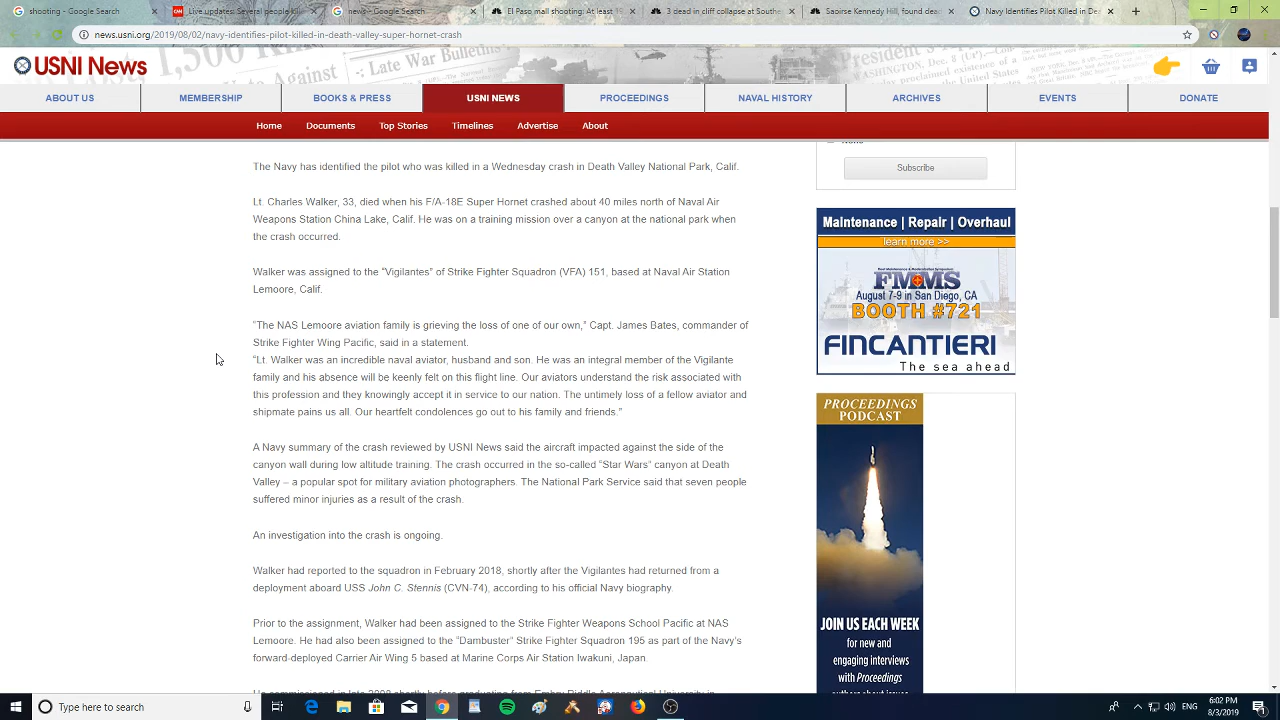 shooting - Google Search
Live updates: Severely people kil
news - Google Search
El Paso mall shooting: At least 18
3 dead in cliff collapse at Southe
Saoirse Kennedy Hill, found dea
Navy Identifies Pilot Killed in De
news.usni.org/2019/08/02/navy-identifies-pilot-killed-in-death-valley-super-hornet-crash
USNI News
ABOUT US
MEMBERSHIP
BOOKS & PRESS
USNI NEWS
PROCEEDINGS
NAVAL HISTORY
ARCHIVES
EVENTS
DONATE
Home
Documents
Top Stories
Timelines
Advertise
About
The Navy has identified the pilot who was killed in a Wednesday crash in Death Valley National Park, Calif.
Lt. Charles Walker, 33, died when his F/A-18E Super Hornet crashed about 40 miles north of Naval Air
Weapons Station China Lake, Calif. He was on a training mission over a canyon at the national park when
the crash occurred.
Walker was assigned to the “Vigilantes” of Strike Fighter Squadron (VFA) 151, based at Naval Air Station
Lemoore, Calif.
“The NAS Lemoore aviation family is grieving the loss of one of our own,” Capt. James Bates, commander of
Strike Fighter Wing Pacific, said in a statement.
“Lt. Walker was an incredible naval aviator, husband and son. He was an integral member of the Vigilante
family and his absence will be keenly felt on this flight line. Our aviators understand the risk associated with
this profession and they knowingly accept it in service to our nation. The untimely loss of a fellow aviator and
shipmate pains us all. Our heartfelt condolences go out to his family and friends.”
A Navy summary of the crash reviewed by USNI News said the aircraft impacted against the side of the
canyon wall during low altitude training. The crash occurred in the so-called “Star Wars” canyon at Death
Valley – a popular spot for military aviation photographers. The National Park Service said that seven people
suffered minor injuries as a result of the crash.
An investigation into the crash is ongoing.
Walker had reported to the squadron in February 2018, shortly after the Vigilantes had returned from a
deployment aboard USS John C. Stennis (CVN-74), according to his official Navy biography.
Prior to the assignment, Walker had been assigned to the Strike Fighter Weapons School Pacific at NAS
Lemoore. He had also been assigned to the “Dambuster” Strike Fighter Squadron 195 as part of the Navy’s
forward-deployed Carrier Air Wing 5 based at Marine Corps Air Station Iwakuni, Japan.
He commissioned in late 2008 shortly before graduating from Embry Riddle Aeronautical University in
Subscribe
Maintenance | Repair | Overhaul
learn more >>
FMMS
August 7-9 in San Diego, CA
BOOTH #721
FINCANTIERI
The sea ahead
PROCEEDINGS
PODCAST
JOIN US EACH WEEK
for new and
engaging interviews
with Proceedings
authors about issues
Type here to search
ENG
6:02 PM
8/3/2019